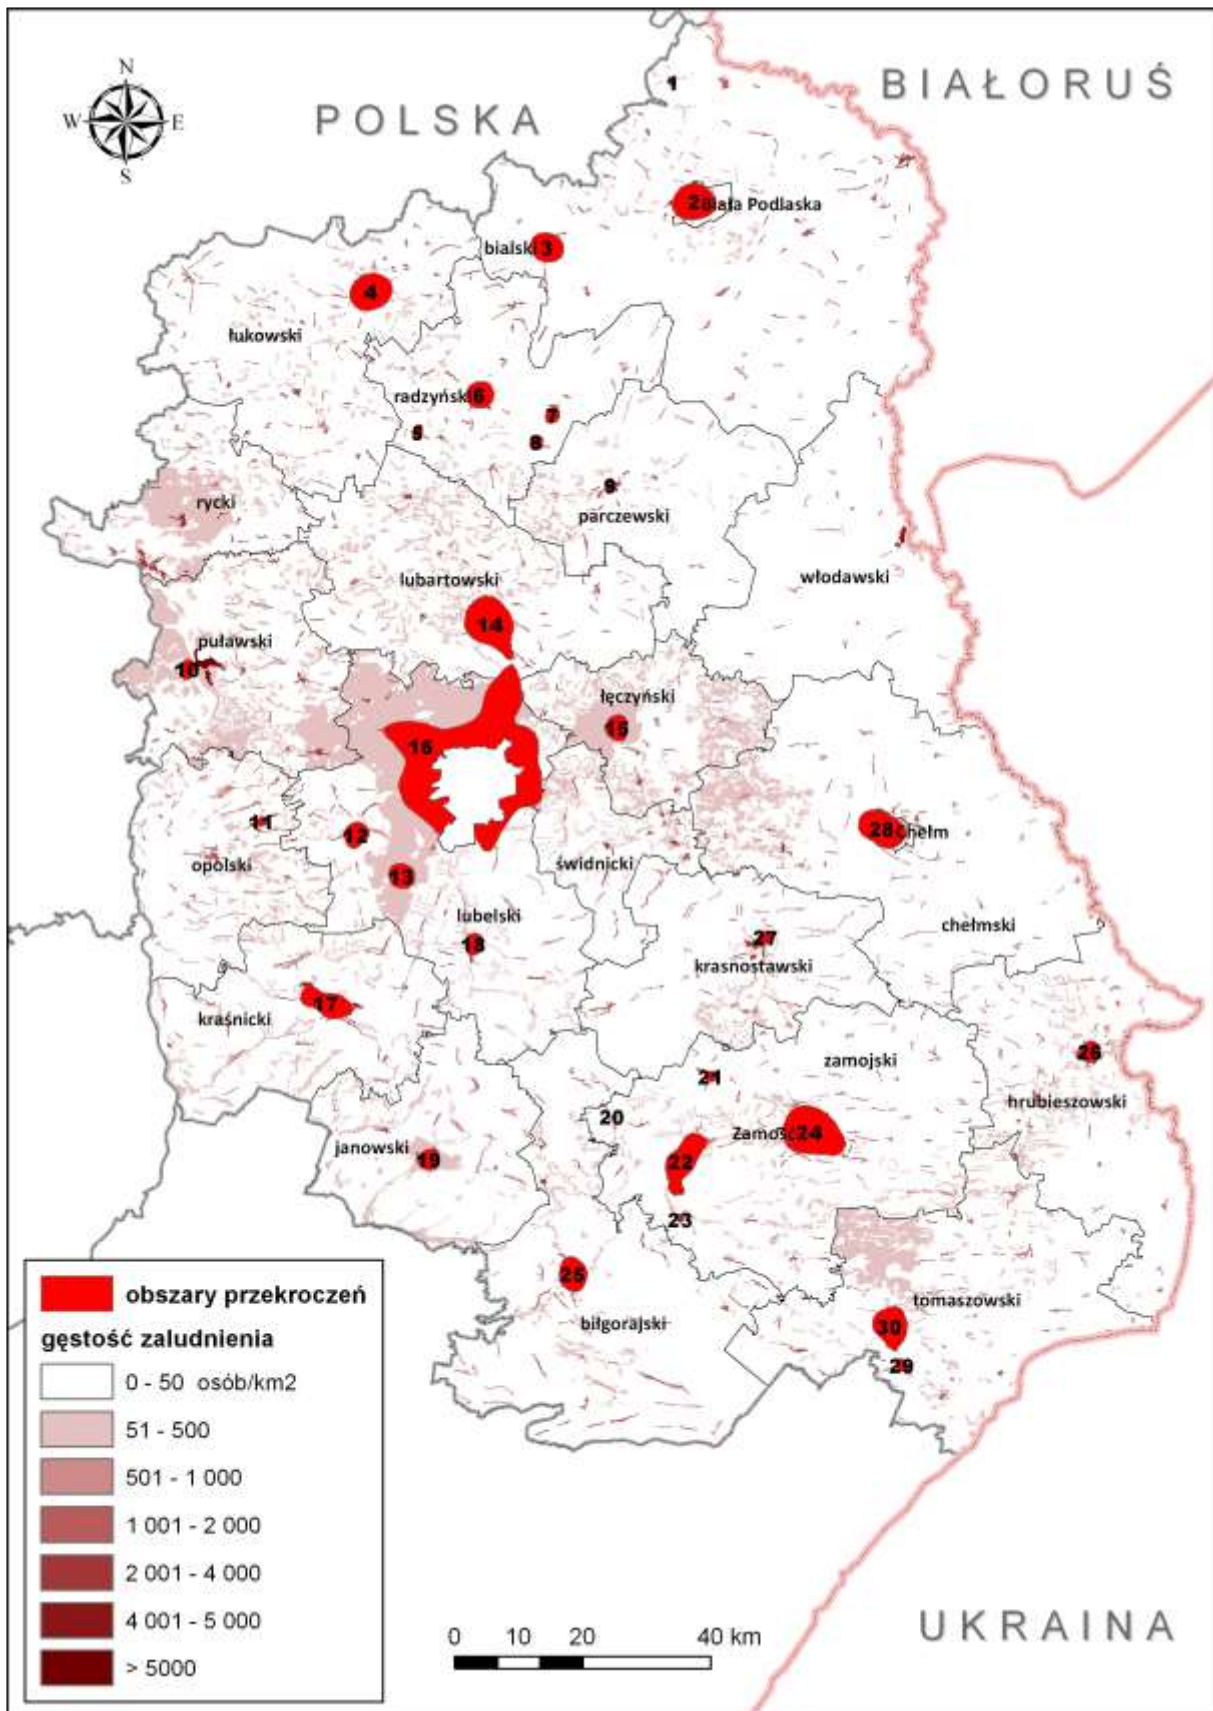 1
BIAŁORUŚ
N
POLSKA
W
E
S
2
Biała Podlaska
bialski
3
4
łukowski
radzyński
6
7
5
8
9
rycki
parczewski
włodawski
lubartowski
14
puławski
10
łęczyński
15
16
11
12
28
Chełm
opolski
świdnicki
13
lubelski
18
27
chełmski
krasnostawski
17
kraśnicki
26
zamojski
21
hrubieszowski
20
Zamość
24
janowski
19
22
23
25
tomaszowski
biłgorajski
30
29
obszary przekroczeń
gęstość zaludnienia
0 - 50 osób/km2
51 - 500
501 - 1 000
1 001 - 2 000
2 001 - 4 000
4 001 - 5 000
> 5000
0 10 20 40 km
UKRAINA